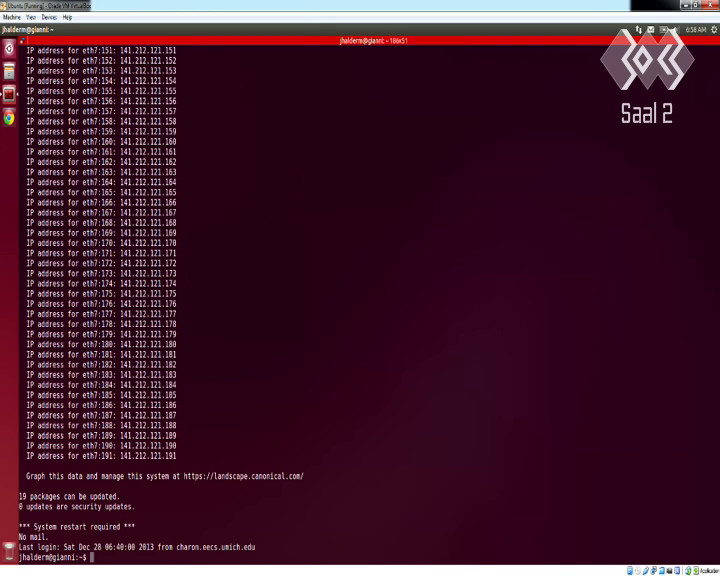 Ubuntu [Running] - Oracle VM VirtualBox
Machine View Devices Help
jhalderm@gianni: ~
6:58 AM
jhalderm@gianni: ~ 166x51
Saal 2
IP address for eth7:151: 141.212.121.151
IP address for eth7:152: 141.212.121.152
IP address for eth7:153: 141.212.121.153
IP address for eth7:154: 141.212.121.154
IP address for eth7:155: 141.212.121.155
IP address for eth7:156: 141.212.121.156
IP address for eth7:157: 141.212.121.157
IP address for eth7:158: 141.212.121.158
IP address for eth7:159: 141.212.121.159
IP address for eth7:160: 141.212.121.160
IP address for eth7:161: 141.212.121.161
IP address for eth7:162: 141.212.121.162
IP address for eth7:163: 141.212.121.163
IP address for eth7:164: 141.212.121.164
IP address for eth7:165: 141.212.121.165
IP address for eth7:166: 141.212.121.166
IP address for eth7:167: 141.212.121.167
IP address for eth7:168: 141.212.121.168
IP address for eth7:169: 141.212.121.169
IP address for eth7:170: 141.212.121.170
IP address for eth7:171: 141.212.121.171
IP address for eth7:172: 141.212.121.172
IP address for eth7:173: 141.212.121.173
IP address for eth7:174: 141.212.121.174
IP address for eth7:175: 141.212.121.175
IP address for eth7:176: 141.212.121.176
IP address for eth7:177: 141.212.121.177
IP address for eth7:178: 141.212.121.178
IP address for eth7:179: 141.212.121.179
IP address for eth7:180: 141.212.121.180
IP address for eth7:181: 141.212.121.181
IP address for eth7:182: 141.212.121.182
IP address for eth7:183: 141.212.121.183
IP address for eth7:184: 141.212.121.184
IP address for eth7:185: 141.212.121.185
IP address for eth7:186: 141.212.121.186
IP address for eth7:187: 141.212.121.187
IP address for eth7:188: 141.212.121.188
IP address for eth7:189: 141.212.121.189
IP address for eth7:190: 141.212.121.190
IP address for eth7:191: 141.212.121.191
Graph this data and manage this system at https://landscape.canonical.com/
19 packages can be updated.
0 updates are security updates.
*** System restart required ***
No mail.
Last login: Sat Dec 28 06:40:00 2013 from charon.eecs.umich.edu
jhalderm@gianni:~$